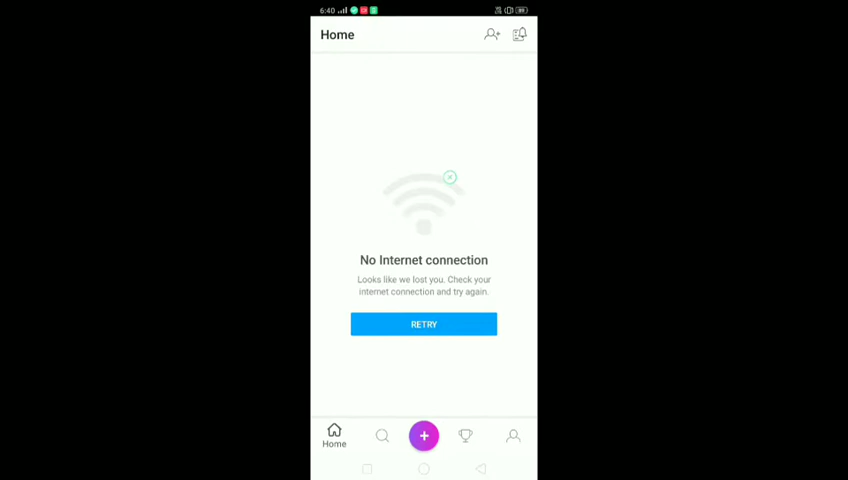 6:40
Home
No Internet connection
Looks like we lost you. Check your
internet connection and try again.
RETRY
Home